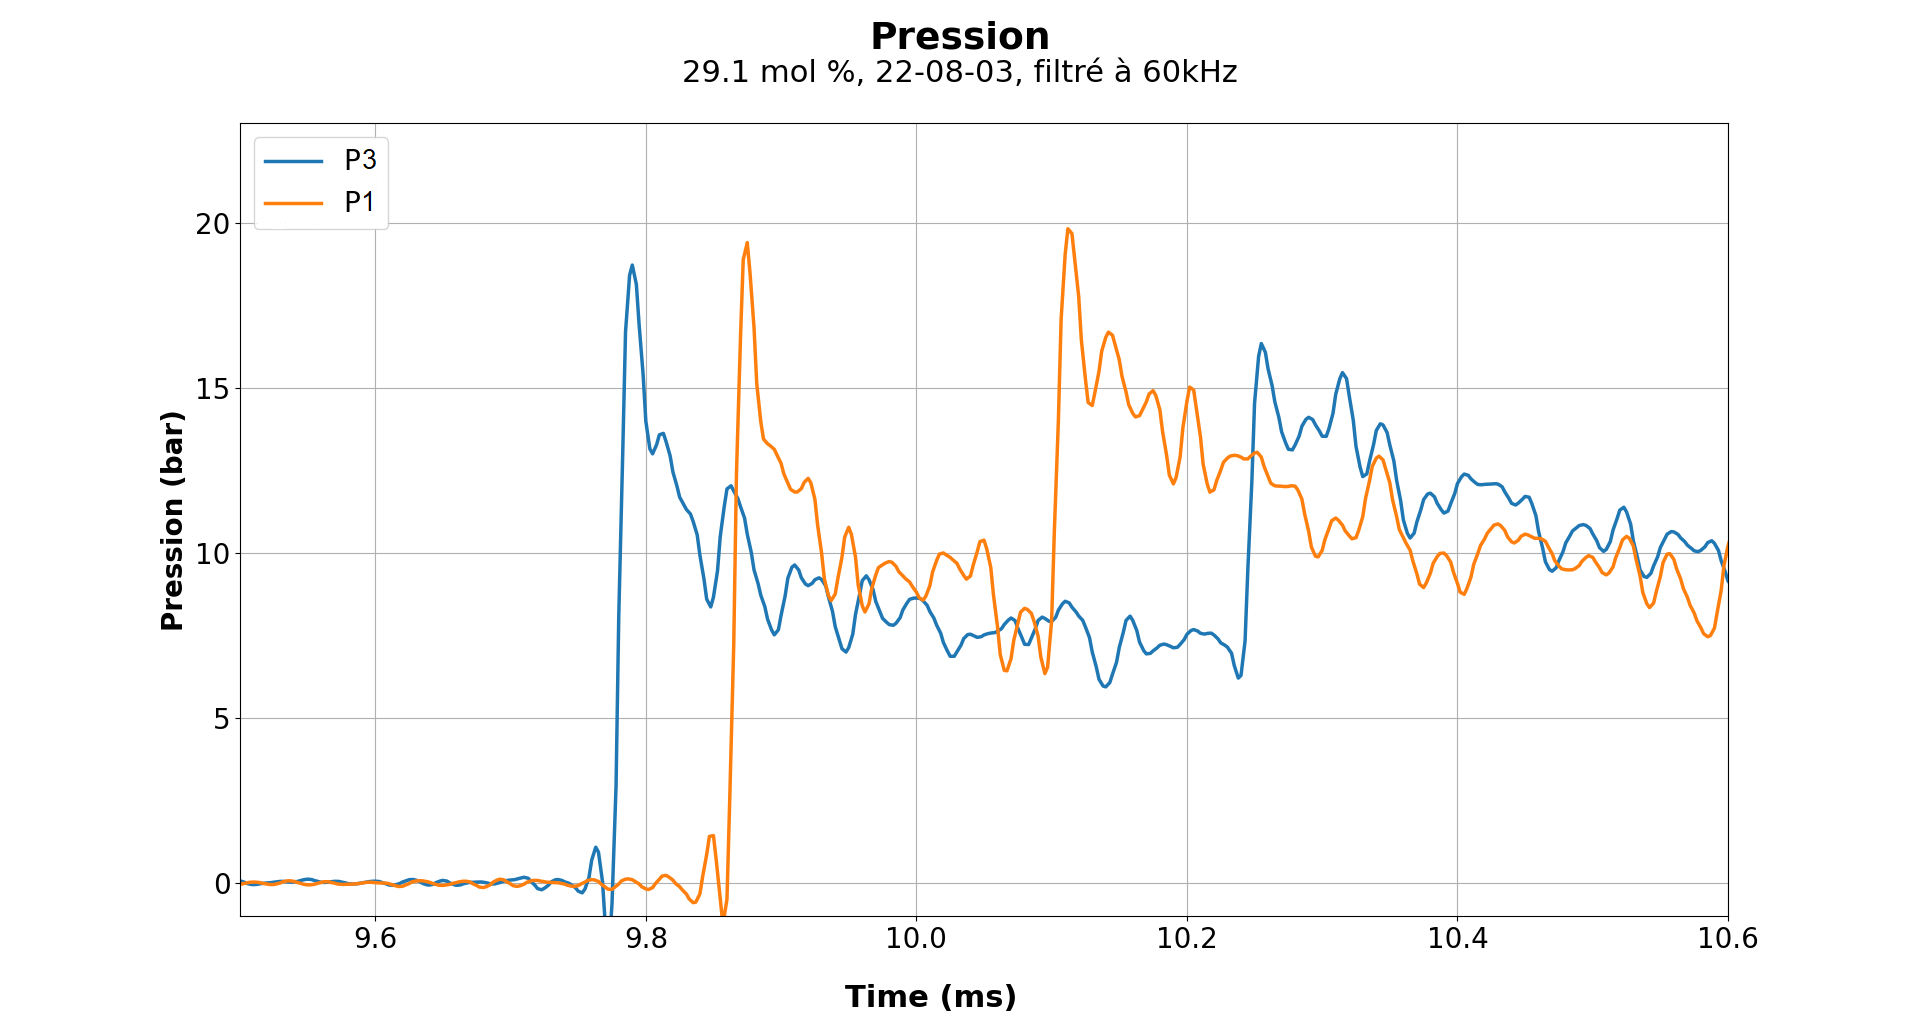 Pression
29.1 mol %, 22-08-03, filtré à 60kHz
P3
P1
20
15
10
5
0
Pression (bar)
9.6 9.8 10.0 10.2 10.4 10.6
Time (ms)